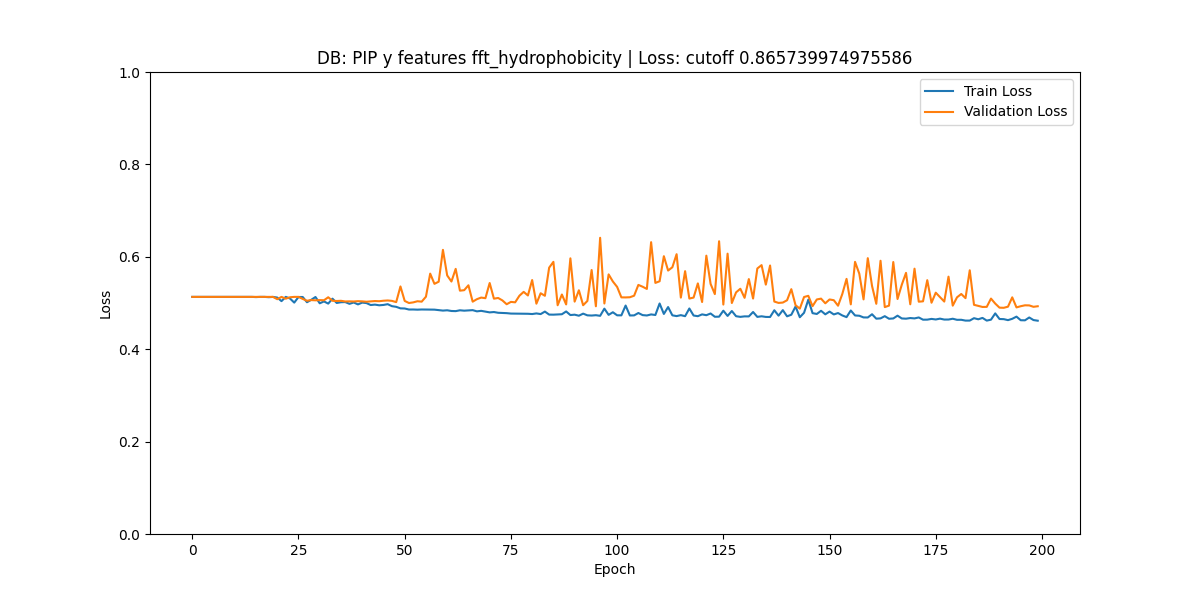 DB: PIP y features fft_hydrophobicity | Loss: cutoff 0.865739974975586
Train Loss
Validation Loss
1.0
0.8
0.6
0.4
0.2
0.0
Loss
0 25 50 75 100 125 150 175 200
Epoch